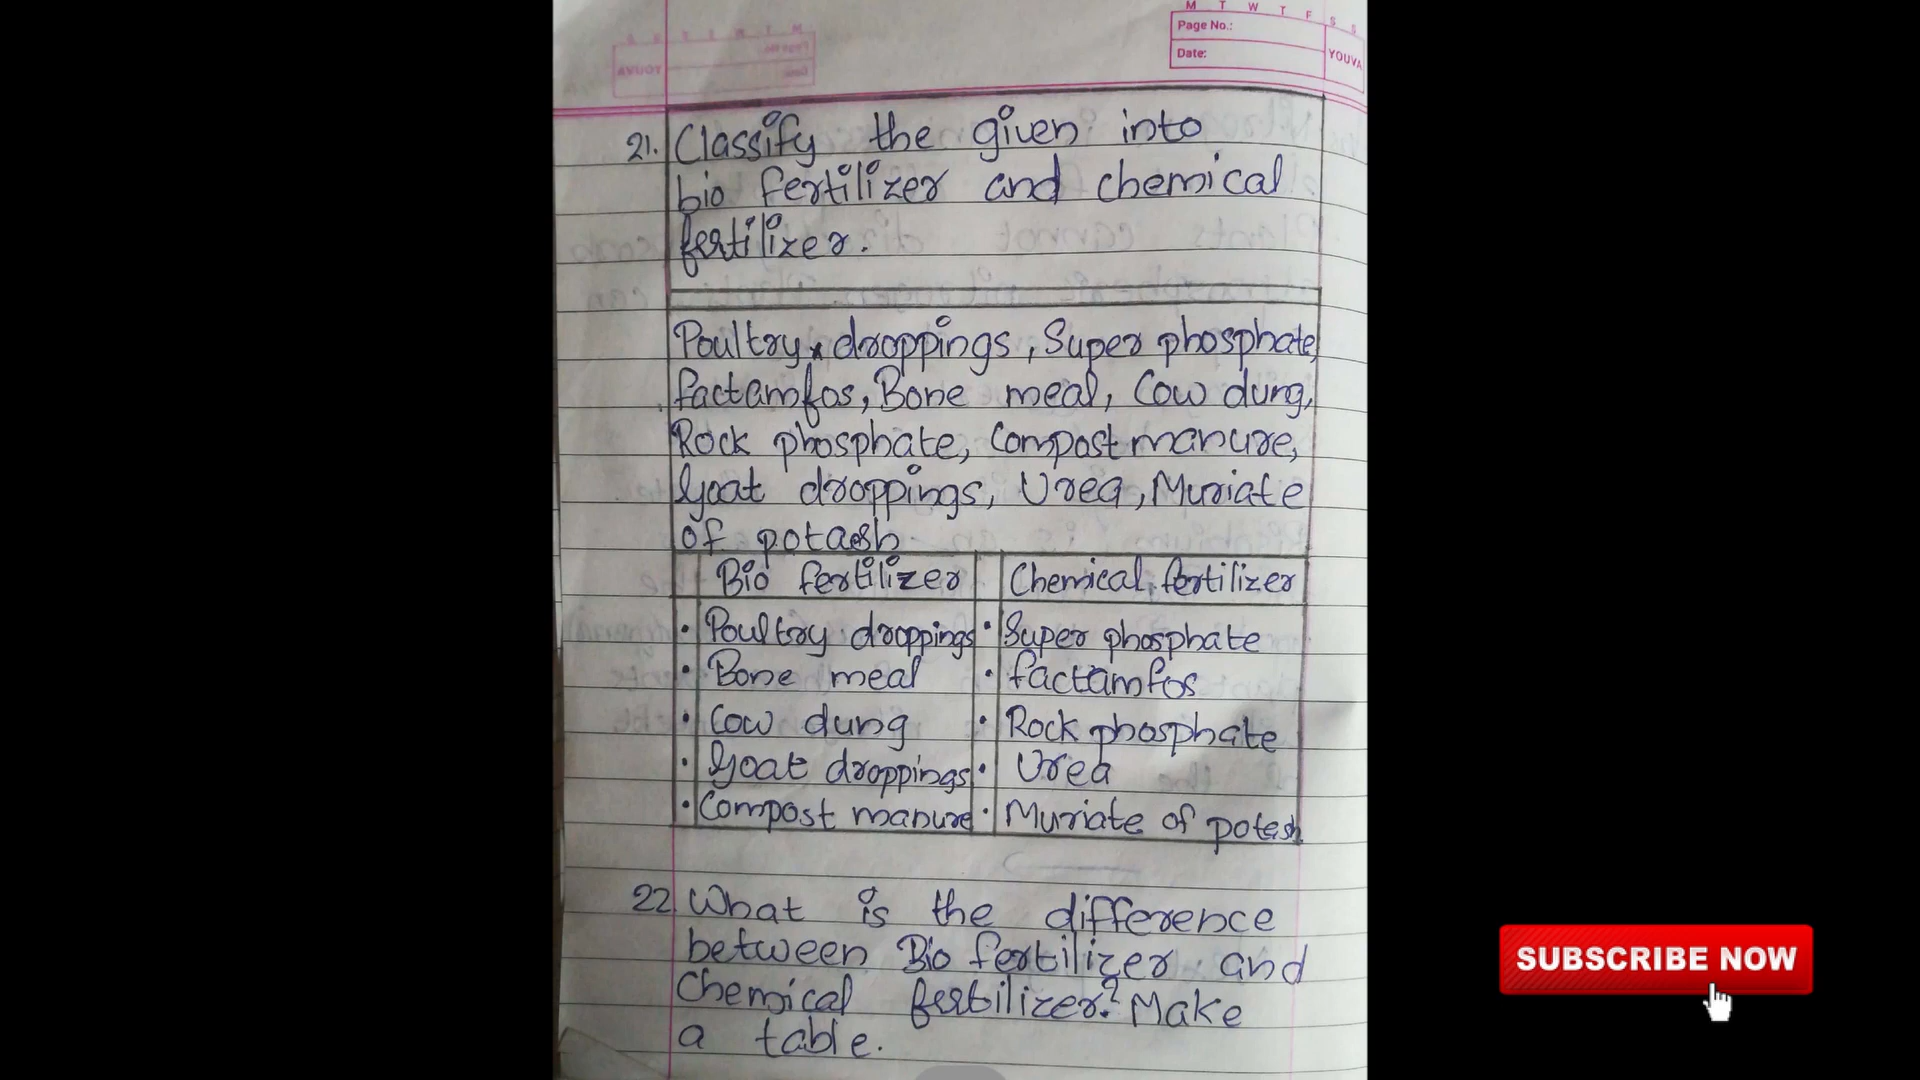 M T W T F S S
Page No.:
Date:
YOUVA
21. Classify the given into
bio fertilizer and chemical
fertilizer.
Poultry droppings, Super phosphate,
factamfos, Bone meal, Cow dung,
Rock phosphate, compost manure,
Goat droppings, Urea, Muriate
of potash
Bio fertilizer Chemical fertilizer
• Poultry droppings • Super phosphate
• Bone meal • factamfos
• Cow dung • Rock phosphate
• Goat droppings • Urea
• Compost manure • Muriate of potash
22 What is the difference
between Bio fertilizer and
Chemical fertilizer? Make
a table.
SUBSCRIBE NOW